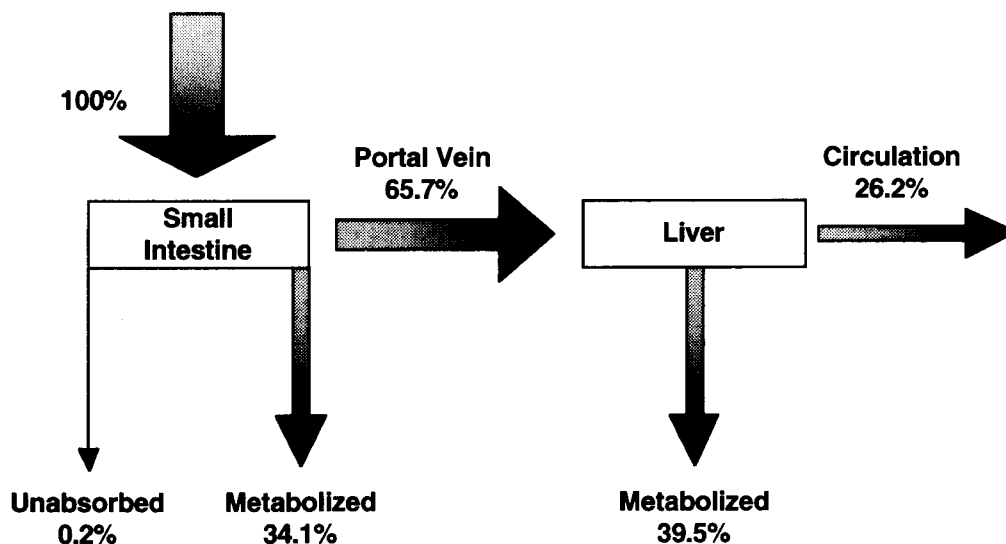 100%
Portal Vein
65.7%
Circulation
26.2%
Small
Intestine
Liver
Unabsorbed
0.2%
Metabolized
34.1%
Metabolized
39.5%